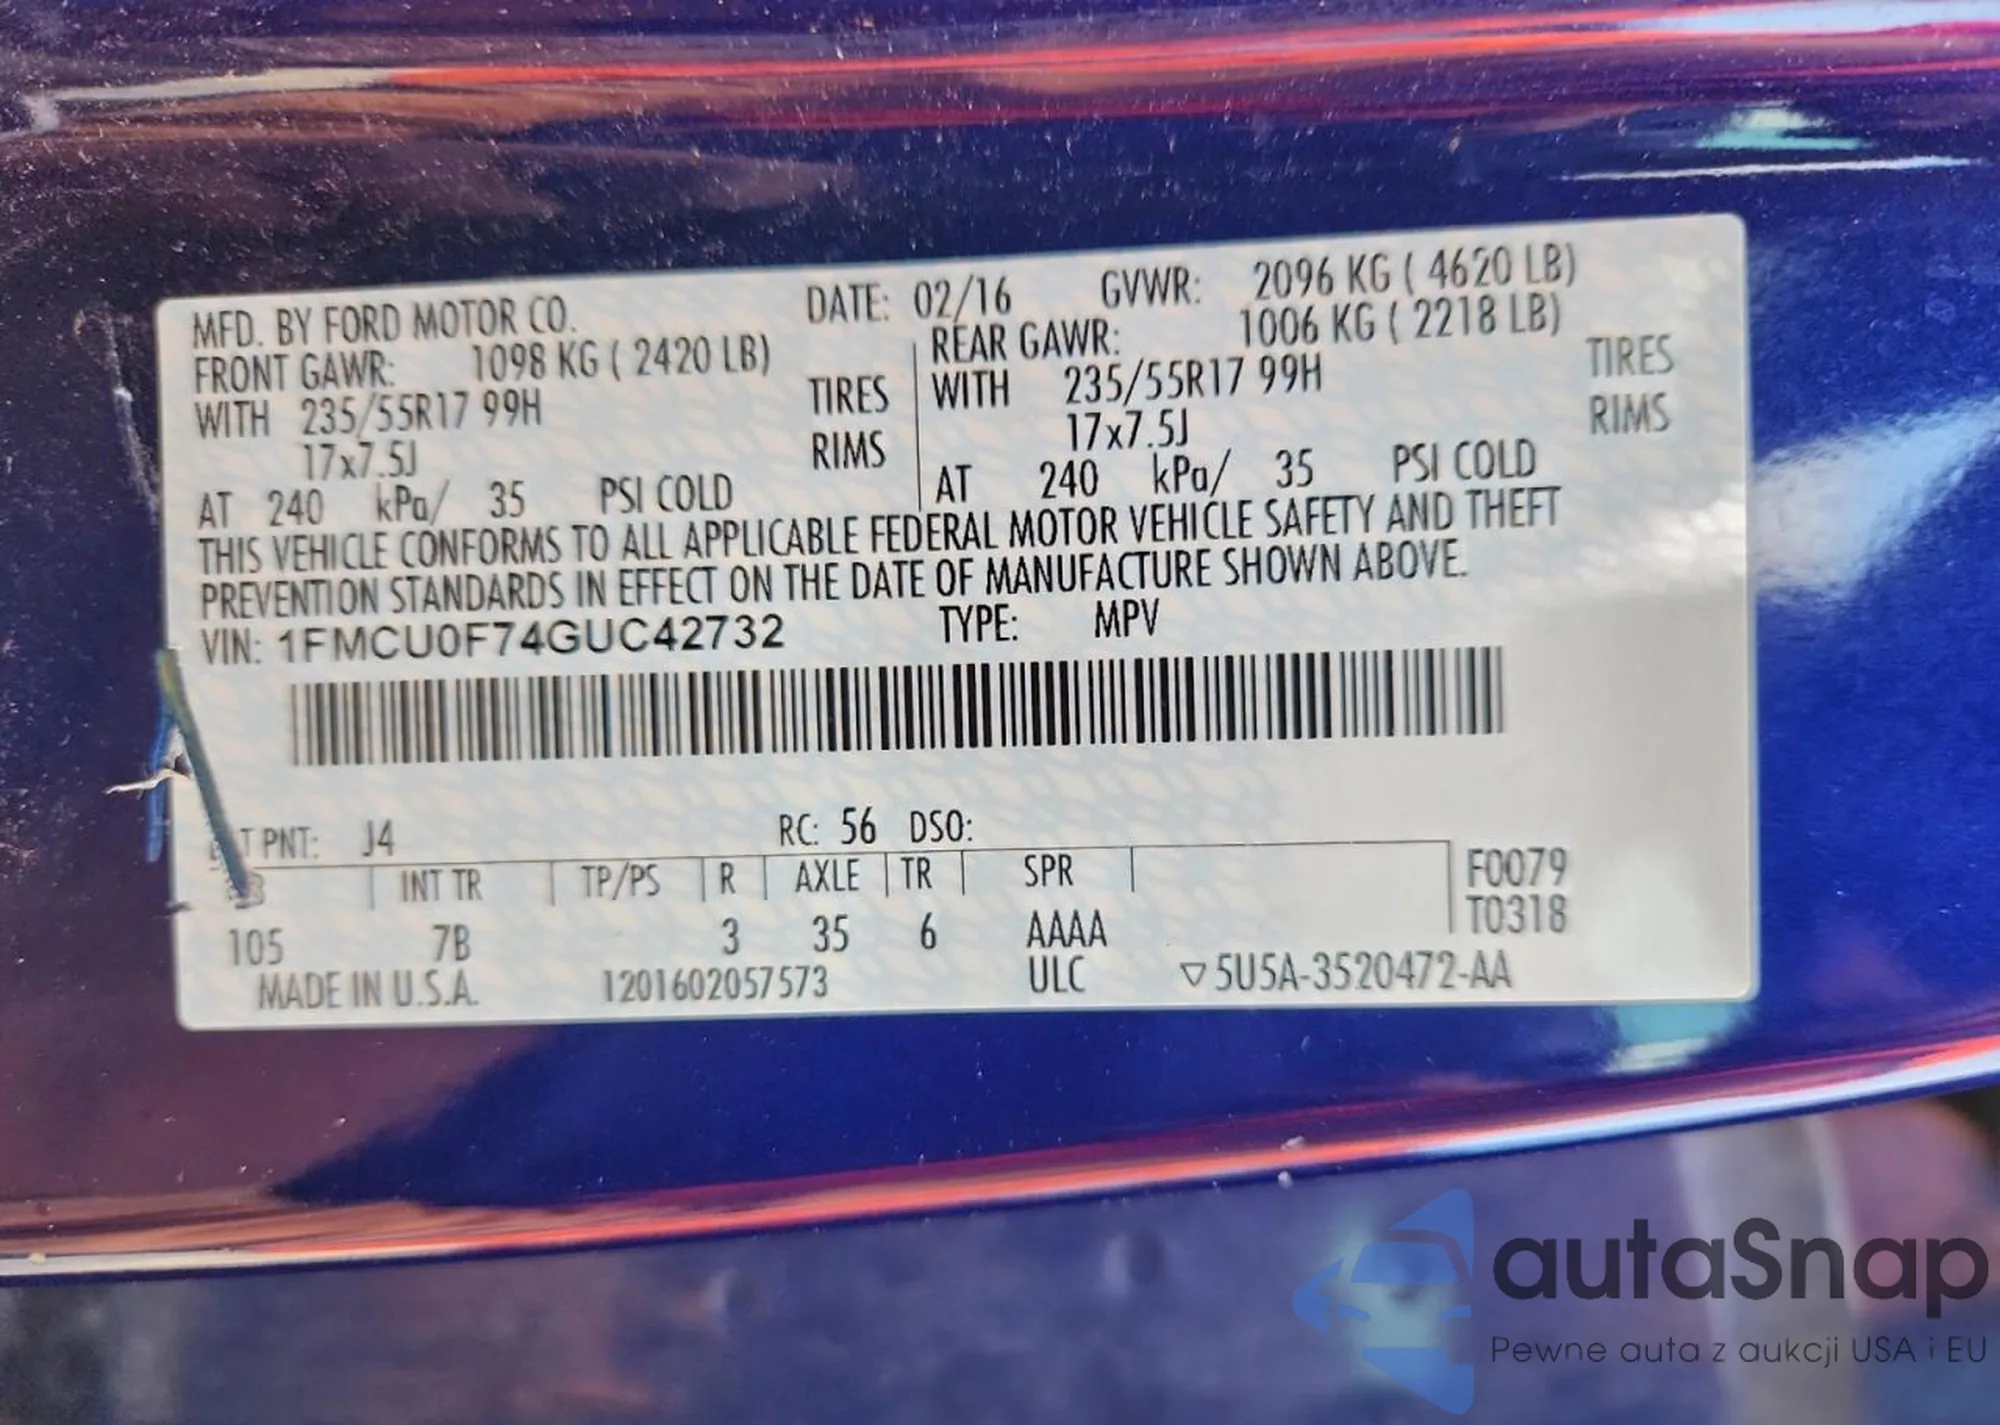 MFD. BY FORD MOTOR CO. DATE: 02/16 GVWR: 2096 KG ( 4620 LB)
FRONT GAWR: 1098 KG ( 2420 LB) REAR GAWR: 1006 KG ( 2218 LB)
WITH 235/55R17 99H TIRES WITH 235/55R17 99H TIRES
17x7.5J RIMS 17x7.5J RIMS
AT 240 kPa/ 35 PSI COLD AT 240 kPa/ 35 PSI COLD
THIS VEHICLE CONFORMS TO ALL APPLICABLE FEDERAL MOTOR VEHICLE SAFETY AND THEFT
PREVENTION STANDARDS IN EFFECT ON THE DATE OF MANUFACTURE SHOWN ABOVE.
VIN: 1FMCU0F74GUC42732 TYPE: MPV
PNT: J4 RC: 56 DSO:
INT TR TP/PS R AXLE TR SPR F0079
105 7B 3 35 6 AAAA T0318
MADE IN U.S.A. 1201602057573 ULC ▽5U5A-3520472-AA
autaSnap
Pewne auta z aukcji USA i EU